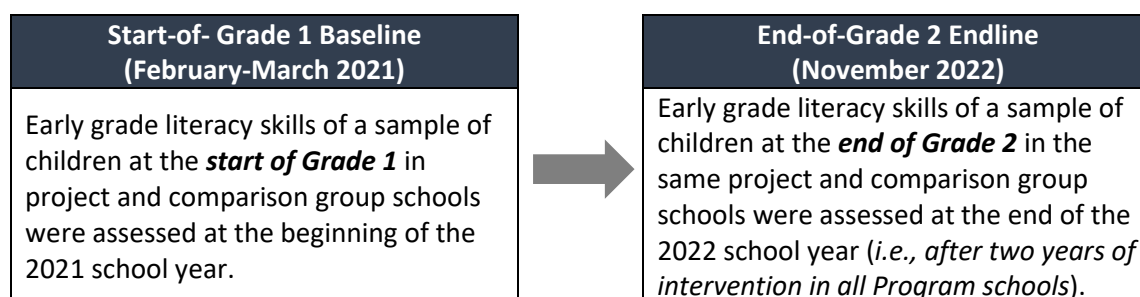 Start-of- Grade 1 Baseline
(February-March 2021)
Early grade literacy skills of a sample of
children at the start of Grade 1 in
project and comparison group schools
were assessed at the beginning of the
2021 school year.
End-of-Grade 2 Endline
(November 2022)
Early grade literacy skills of a sample of
children at the end of Grade 2 in the
same project and comparison group
schools were assessed at the end of the
2022 school year (i.e., after two years of
intervention in all Program schools).